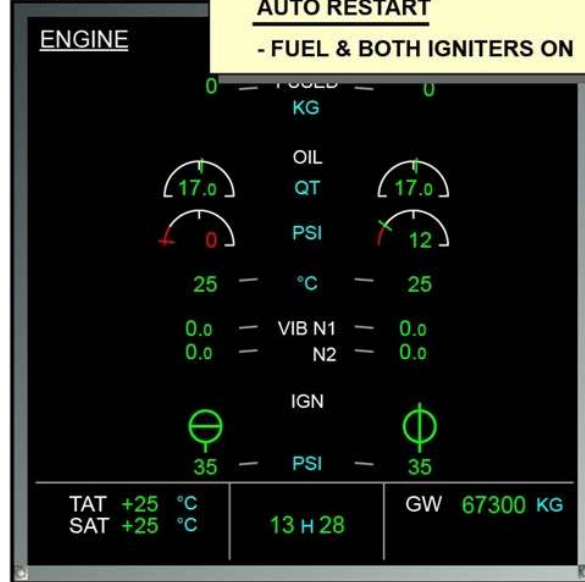 AUTO RESTART
- FUEL & BOTH IGNITERS ON
ENGINE
0 0
KG
OIL
17.0 QT 17.0
0 PSI 12
25 °C 25
0.0 VIB N1 0.0
0.0 N2 0.0
IGN
35 PSI 35
TAT +25 °C
SAT +25 °C
13 H 28
GW 67300 KG